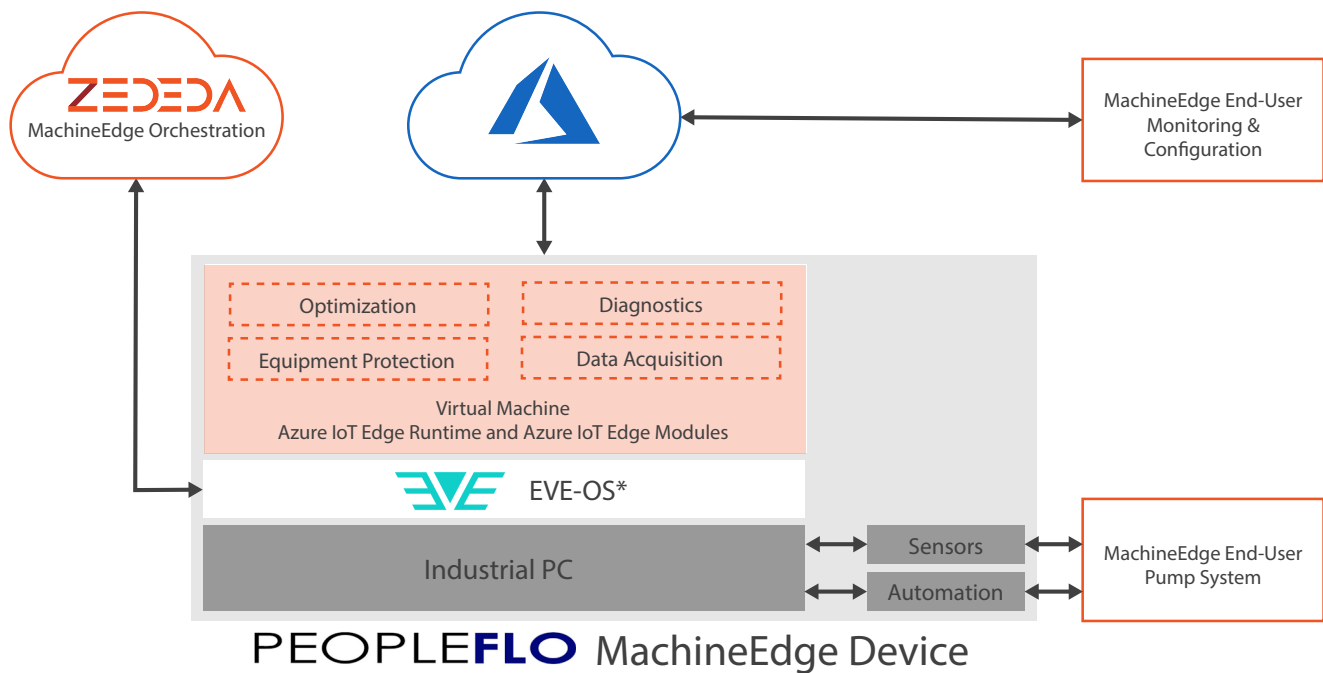 ZEDEDA
MachineEdge Orchestration
MachineEdge End-User
Monitoring &
Configuration
Optimization
Diagnostics
Equipment Protection
Data Acquisition
Virtual Machine
Azure IoT Edge Runtime and Azure IoT Edge Modules
EVE EVE-OS*
Industrial PC
Sensors
Automation
MachineEdge End-User
Pump System
PEOPLEFLO MachineEdge Device